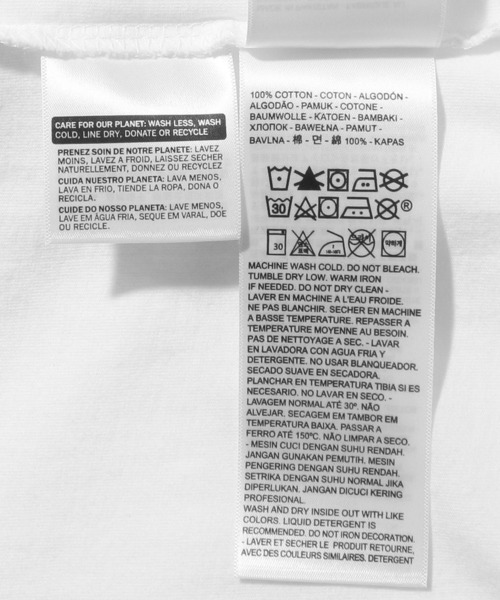 CARE FOR OUR PLANET: WASH LESS, WASH
COLD, LINE DRY, DONATE OR RECYCLE
PRENEZ SOIN DE NOTRE PLANETE: LAVEZ
MOINS, LAVEZ A FROID, LAISSEZ SECHER
NATURELLEMENT, DONNEZ OU RECYCLEZ
CUIDA NUESTRO PLANETA: LAVA MENOS,
LAVA EN FRIO, TIENDE LA ROPA, DONA O
RECICLA.
CUIDE DO NOSSO PLANETA: LAVE MENOS,
LAVE EM ÁGUA FRIA, SEQUE EM VARAL, DOE
OU RECICLE.
100% COTTON - COTON - ALGODÓN -
ALGODÃO - PAMUK - COTONE -
BAUMWOLLE - KATOEN - BAMBAKI -
ХЛОПОК - BAWEŁNA - PAMUT -
BAVLNA - 棉 - 면 - 綿 100% - KAPAS
30 ®
30 약하게
MACHINE WASH COLD. DO NOT BLEACH.
TUMBLE DRY LOW. WARM IRON
IF NEEDED. DO NOT DRY CLEAN -
LAVER EN MACHINE A L'EAU FROIDE.
NE PAS BLANCHIR. SECHER EN MACHINE
A BASSE TEMPERATURE. REPASSER A
TEMPERATURE MOYENNE AU BESOIN.
PAS DE NETTOYAGE A SEC. - LAVAR
EN LAVADORA CON AGUA FRIA Y
DETERGENTE. NO USAR BLANQUEADOR.
SECADO SUAVE EN SECADORA.
PLANCHAR EN TEMPERATURA TIBIA SI ES
NECESARIO. NO LAVAR EN SECO. -
LAVAGEM NORMAL ATÉ 30º. NÃO
ALVEJAR. SECAGEM EM TAMBOR EM
TEMPERATURA BAIXA. PASSAR A
FERRO ATÉ 150ºC. NÃO LIMPAR A SECO.
- MESIN CUCI DENGAN SUHU RENDAH.
JANGAN GUNAKAN PEMUTIH. MESIN
PENGERING DENGAN SUHU RENDAH.
SETRIKA DENGAN SUHU NORMAL JIKA
DIPERLUKAN. JANGAN DICUCI KERING
PROFESIONAL.
WASH AND DRY INSIDE OUT WITH LIKE
COLORS. LIQUID DETERGENT IS
RECOMMENDED. DO NOT IRON DECORATION.
- LAVER ET SECHER LE PRODUIT RETOURNE,
AVEC DES COULEURS SIMILAIRES. DETERGENT